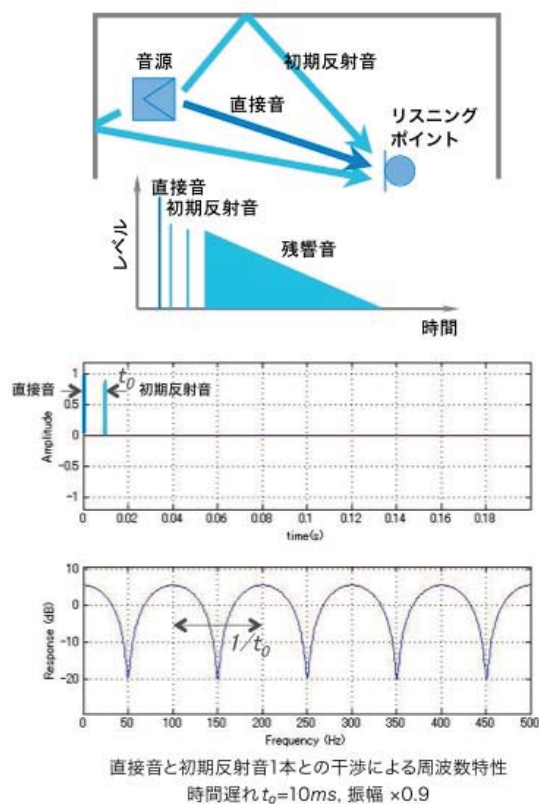 音源
初期反射音
直接音
リスニング
ポイント
直接音
初期反射音
レベル
残響音
時間
直接音
t0
初期反射音
Amplitude
1
0.5
0
−0.5
−1
0 0.02 0.04 0.06 0.08 0.1 0.12 0.14 0.16 0.18
time(s)
Response (dB)
10
0
−10
−20
1/t0
0 50 100 150 200 250 300 350 400 450 500
Frequency (Hz)
直接音と初期反射音1本との干渉による周波数特性
時間遅れt0=10ms, 振幅 ×0.9